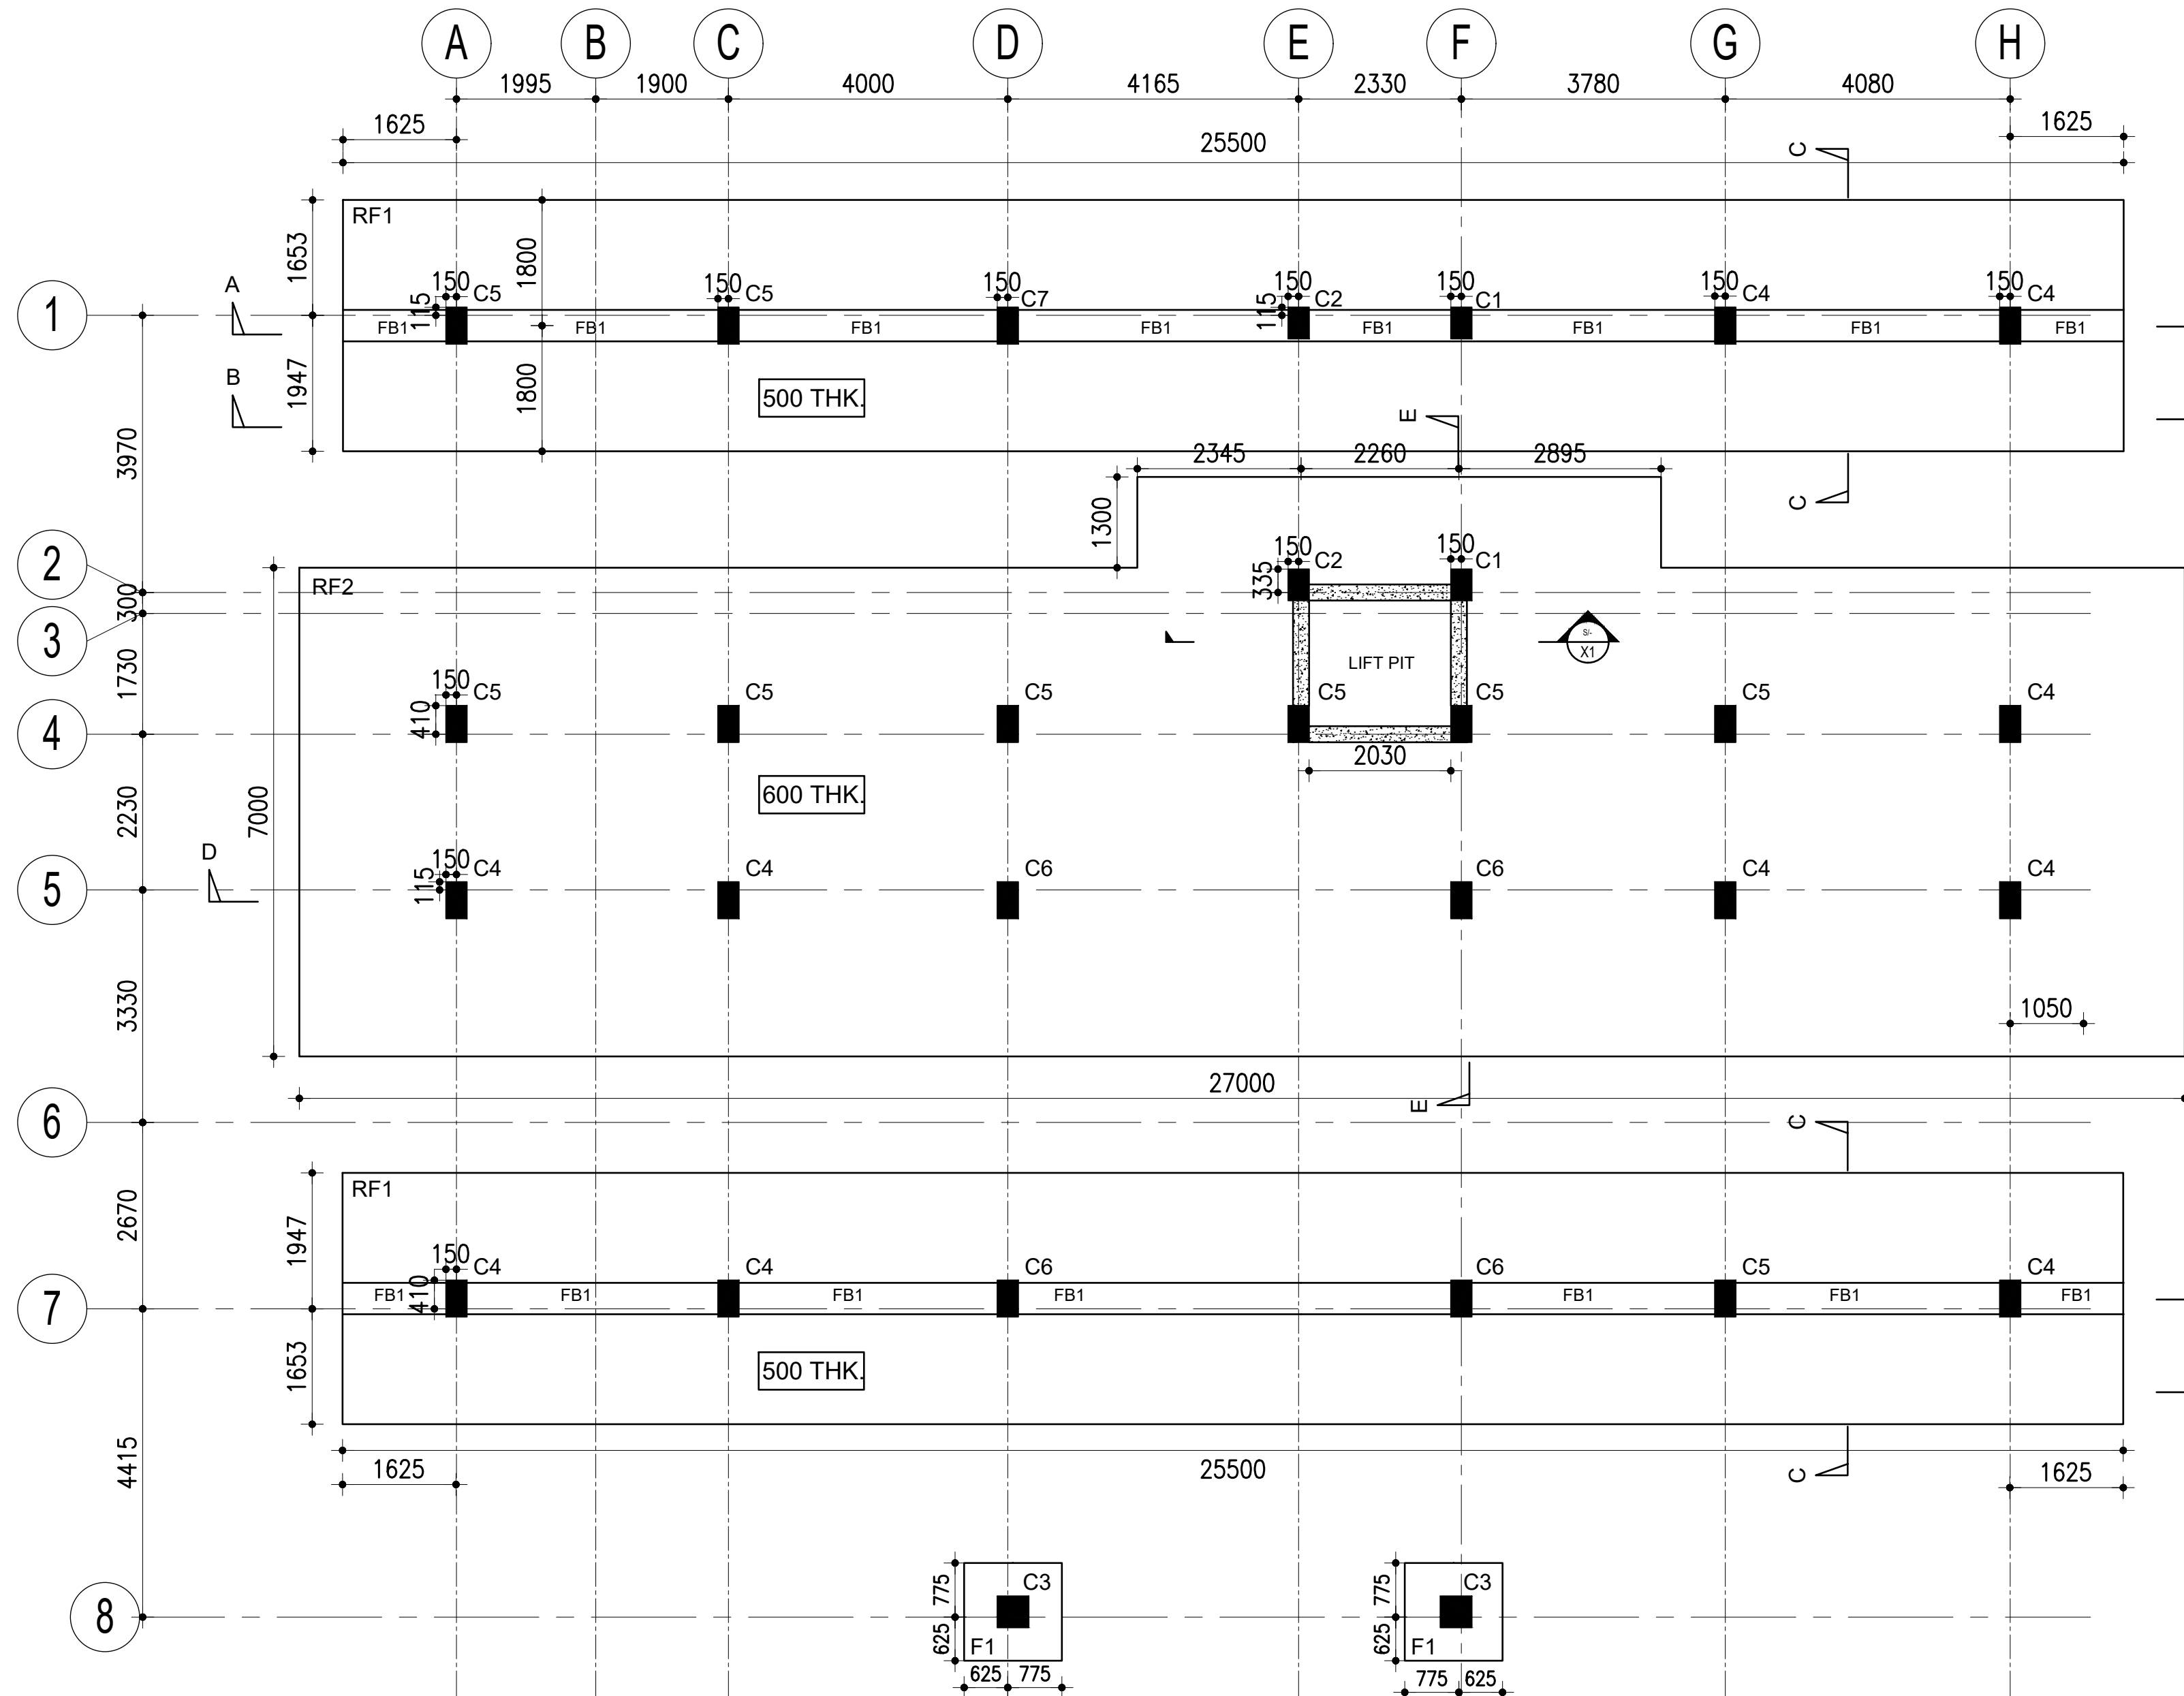 A B C D E F G H
1995 1900 4000 4165 2330 3780 4080
1625 1625
25500
C
RF1
1653
1800
1
A
150 C5 150 C5 150 C7 150 C2 150 C1 150 C4 150 C4
115 115
FB1 FB1 FB1 FB1 FB1 FB1 FB1 FB1
B
1947
1800
500 THK.
E
C
3970
2345 2260 2895
1300
2
RF2
150 C2 150 C1
335
300
3
S/-
X1
LIFT PIT
1730
150 C5 C5 C5 C5 C5 C5 C4
410
4
2030
600 THK.
7000
2230
D
5
150 C4 C4 C6 C6 C4 C4
115
3330
1050
27000
E
6
C
RF1
2670
1947
150 C4 C4 C6 C6 C5 C4
410
FB1 FB1 FB1 FB1 FB1 FB1 FB1
7
1653
500 THK.
4415
1625 25500 1625
C
775 C3 775 C3
8
625 F1 625 F1
625 775 775 625